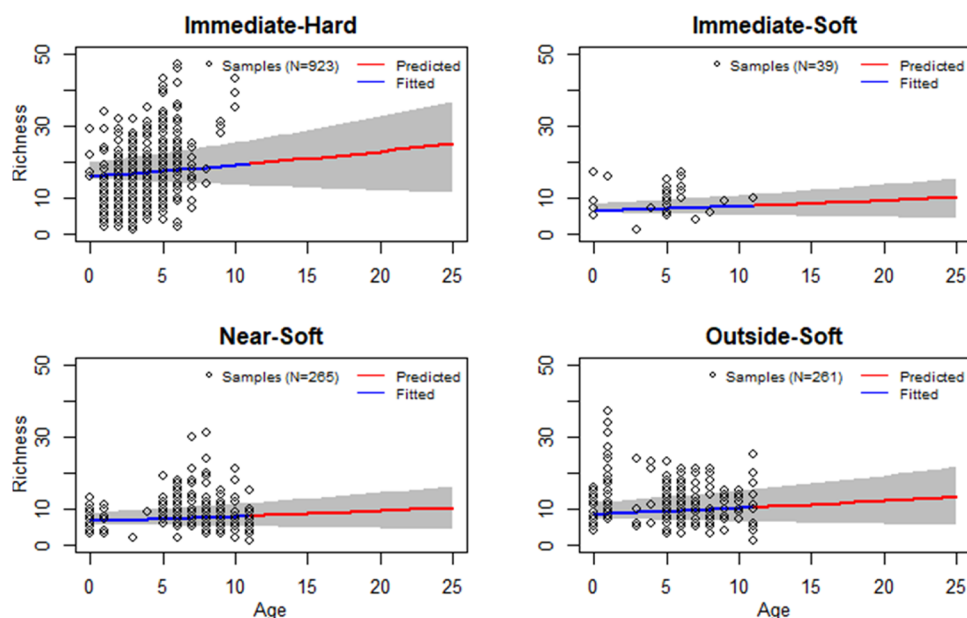 Immediate-Hard
Richness
50
30
10
0
Samples (N=923)
Predicted
Fitted
0 5 10 15 20 25
Immediate-Soft
50
30
10
0
Samples (N=39)
Predicted
Fitted
0 5 10 15 20 25
Near-Soft
Richness
50
30
10
0
Samples (N=265)
Predicted
Fitted
0 5 10 15 20 25
Age
Outside-Soft
50
30
10
0
Samples (N=261)
Predicted
Fitted
0 5 10 15 20 25
Age